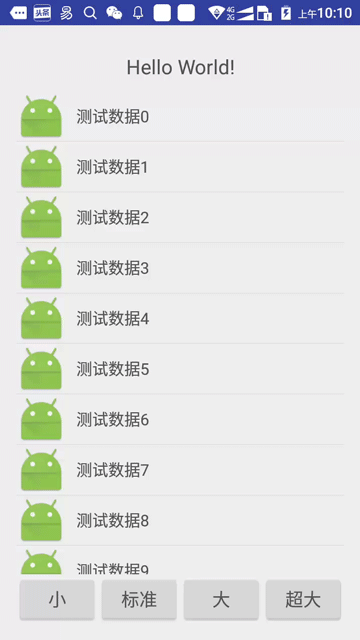 头条
易
4G
2G
1
上午10:10
Hello World!
测试数据0
测试数据1
测试数据2
测试数据3
测试数据4
测试数据5
测试数据6
测试数据7
测试数据8
测试数据9
小 标准 大 超大